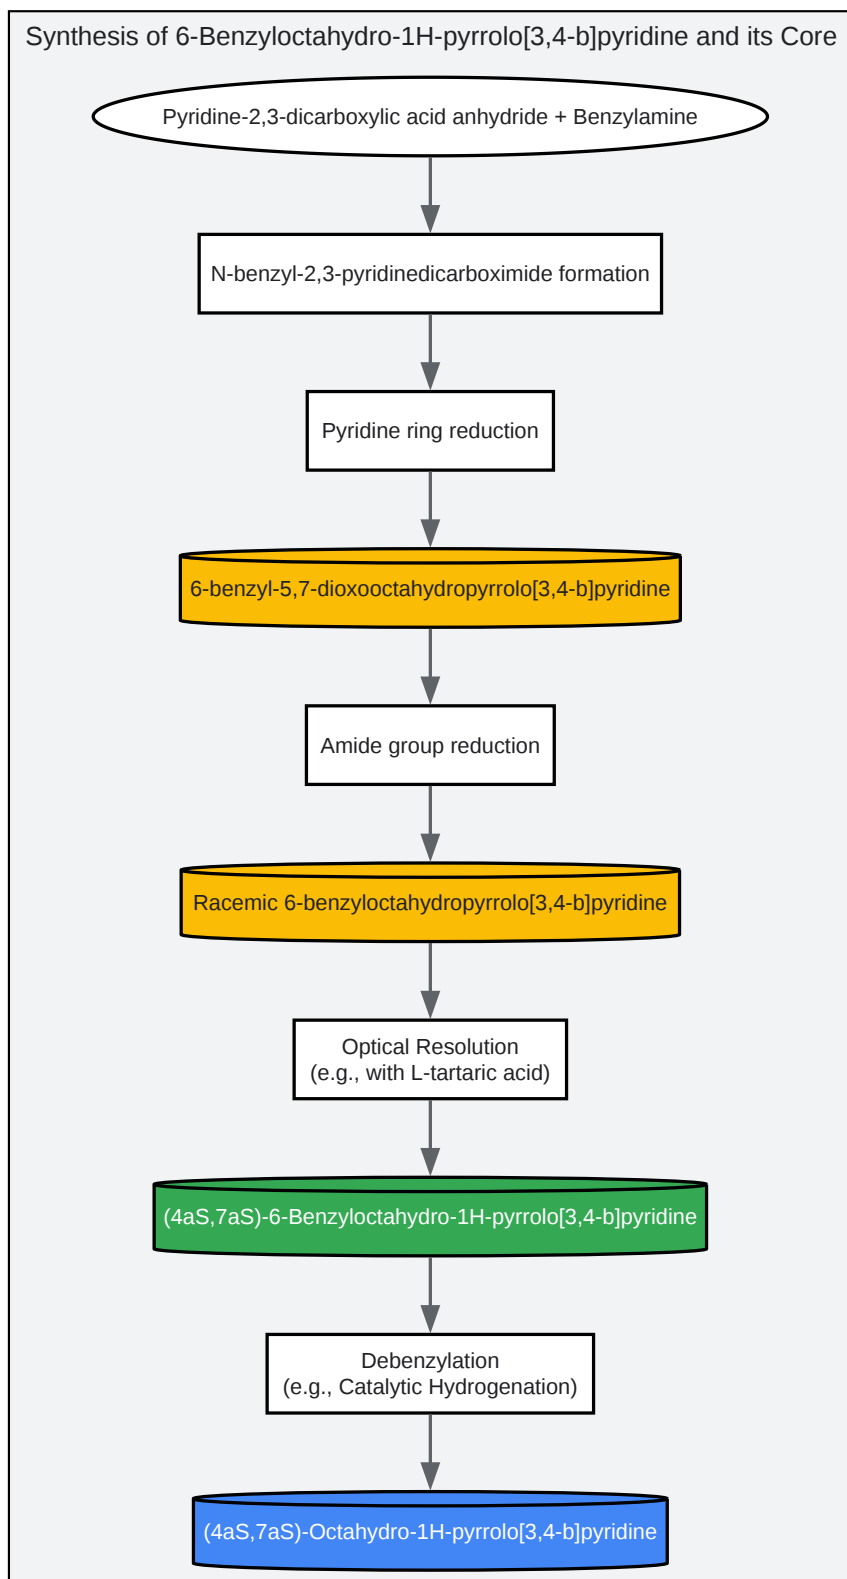 Synthesis of 6-Benzyloctahydro-1H-pyrrolo[3,4-b]pyridine and its Core
Pyridine-2,3-dicarboxylic acid anhydride + Benzylamine
N-benzyl-2,3-pyridinedicarboximide formation
Pyridine ring reduction
6-benzyl-5,7-dioxooctahydropyrrolo[3,4-b]pyridine
Amide group reduction
Racemic 6-benzyloctahydropyrrolo[3,4-b]pyridine
Optical Resolution
(e.g., with L-tartaric acid)
(4aS,7aS)-6-Benzyloctahydro-1H-pyrrolo[3,4-b]pyridine
Debenzylation
(e.g., Catalytic Hydrogenation)
(4aS,7aS)-Octahydro-1H-pyrrolo[3,4-b]pyridine